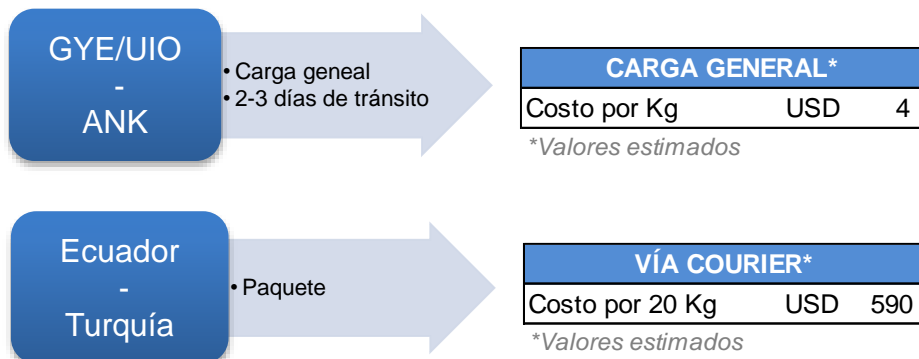 GYE/UIO
-
ANK
• Carga geneal
• 2-3 días de tránsito
CARGA GENERAL*
Costo por Kg USD 4
*Valores estimados
Ecuador
-
Turquía
• Paquete
VÍA COURIER*
Costo por 20 Kg USD 590
*Valores estimados